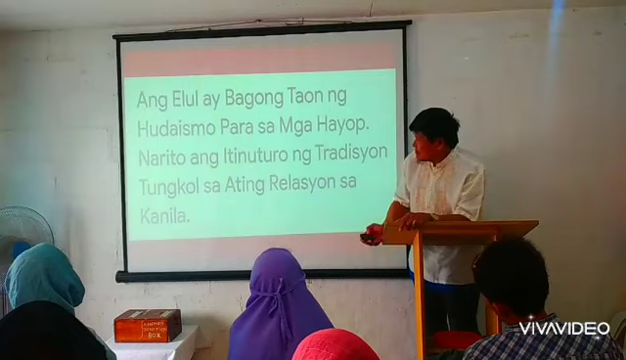 Ang Elul ay Bagong Taon ng
Hudaismo Para sa Mga Hayop.
Narito ang Itinuturo ng Tradisyon
Tungkol sa Ating Relasyon sa
Kanila.
BOX
VIVAVIDEO